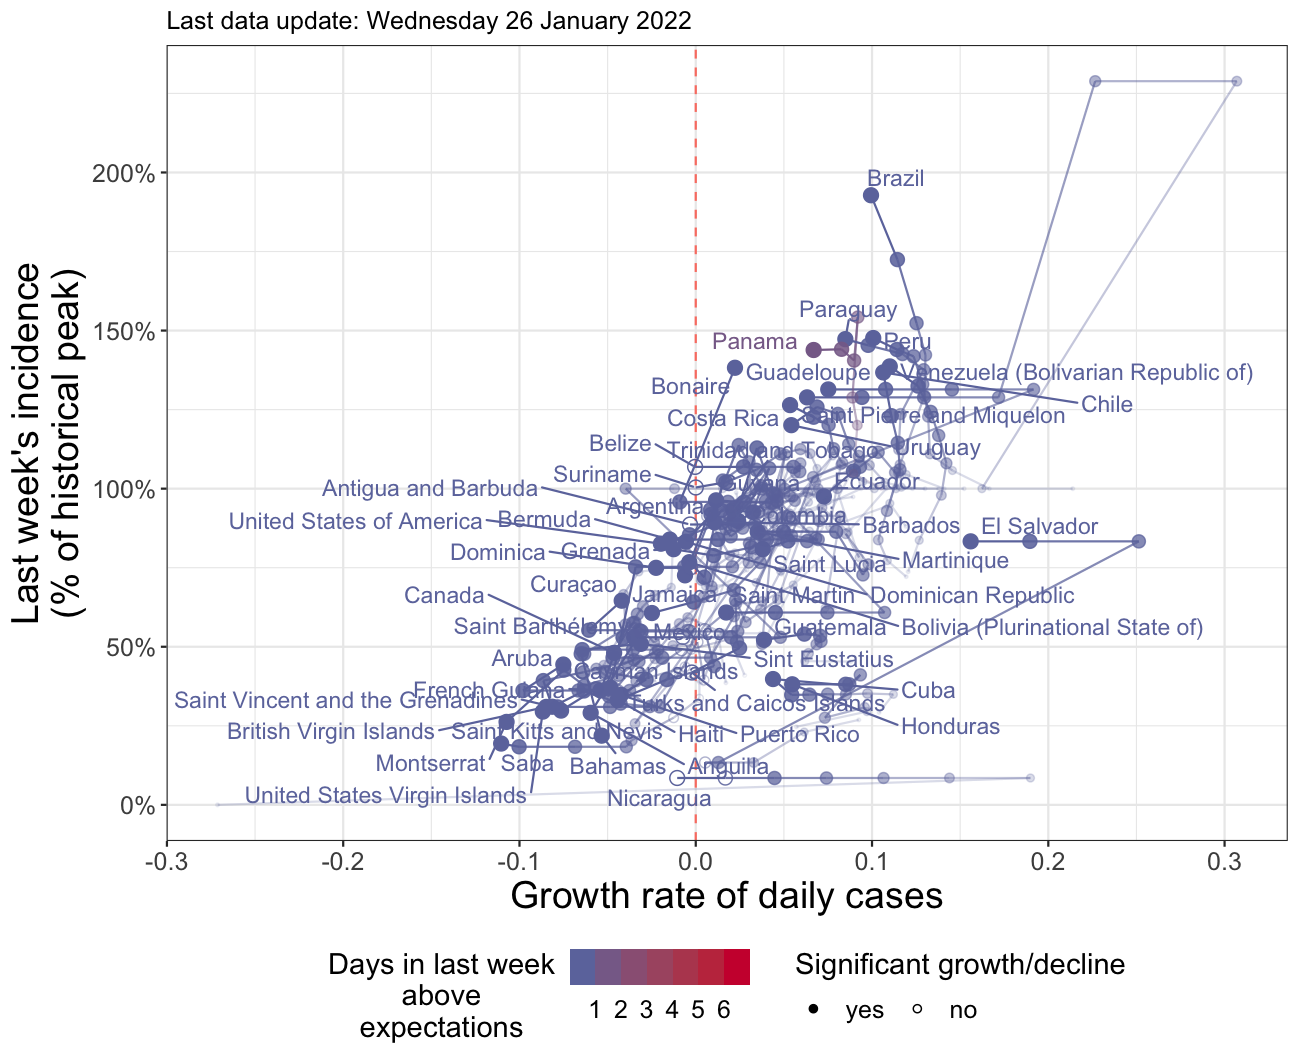 Last data update: Wednesday 26 January 2022
Last week's incidence
(% of historical peak)
200%
150%
100%
50%
0%
Brazil
Paraguay
Panama
Peru
Guadeloupe
Venezuela (Bolivarian Republic of)
Bonaire
Chile
Costa Rica
Saint Pierre and Miquelon
Belize
Trinidad and Tobago
Uruguay
Suriname
Guyana
Ecuador
Antigua and Barbuda
Argentina
United States of America
Bermuda
Colombia
Barbados
El Salvador
Dominica
Grenada
Saint Lucia
Martinique
Curaçao
Jamaica
Saint Martin
Dominican Republic
Canada
Saint Barthélemy
Mexico
Guatemala
Bolivia (Plurinational State of)
Aruba
Cayman Islands
Sint Eustatius
French Guiana
Cuba
Saint Vincent and the Grenadines
Turks and Caicos Islands
British Virgin Islands
Saint Kitts and Nevis
Haiti
Puerto Rico
Honduras
Montserrat
Saba
Bahamas
Anguilla
United States Virgin Islands
Nicaragua
-0.3
-0.2
-0.1
0.0
0.1
0.2
0.3
Growth rate of daily cases
Days in last week
above
expectations
1 2 3 4 5 6
Significant growth/decline
yes
no